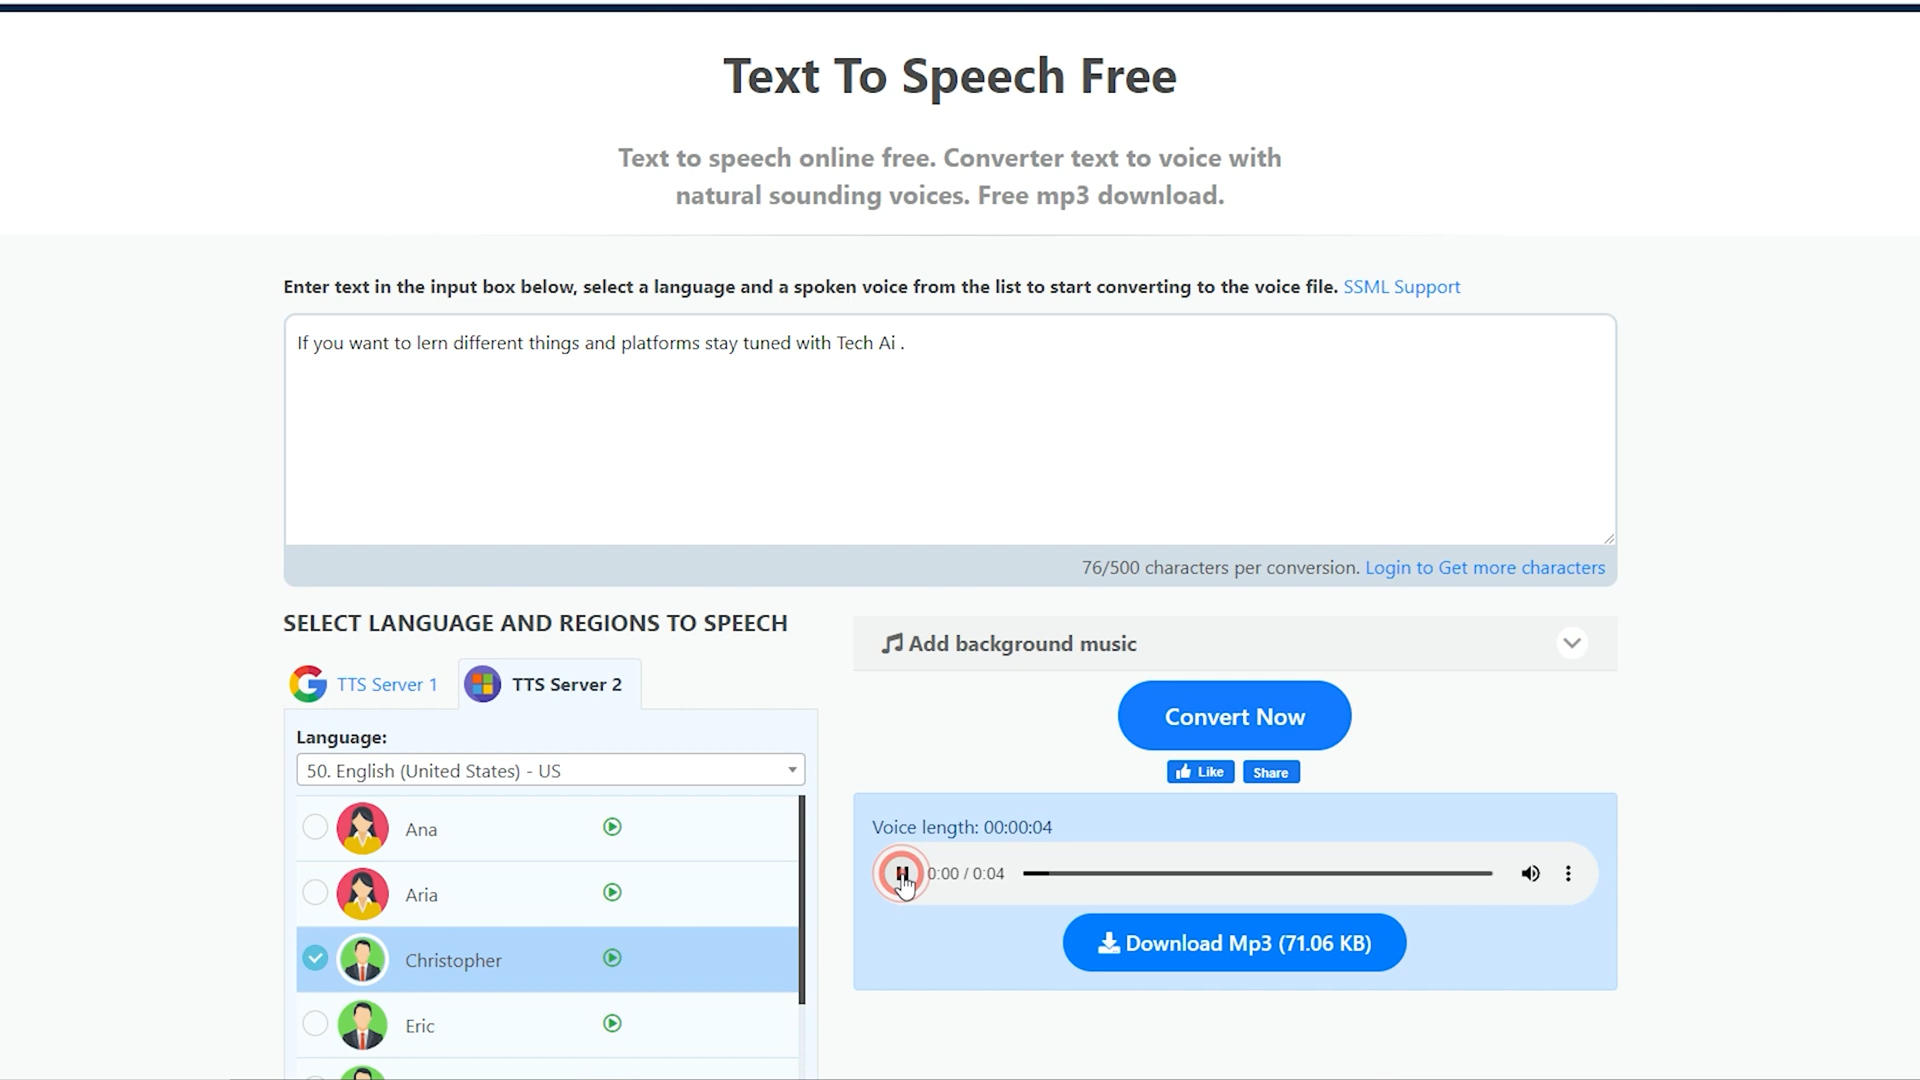 Text To Speech Free
Text to speech online free. Converter text to voice with
natural sounding voices. Free mp3 download.
Enter text in the input box below, select a language and a spoken voice from the list to start converting to the voice file. SSML Support
If you want to lern different things and platforms stay tuned with Tech Ai .
76/500 characters per conversion. Login to Get more characters
SELECT LANGUAGE AND REGIONS TO SPEECH
TTS Server 1
TTS Server 2
Language:
50. English (United States) - US
Ana
Aria
Christopher
Eric
Add background music
Convert Now
Like
Share
Voice length: 00:00:04
0:00 / 0:04
Download Mp3 (71.06 KB)